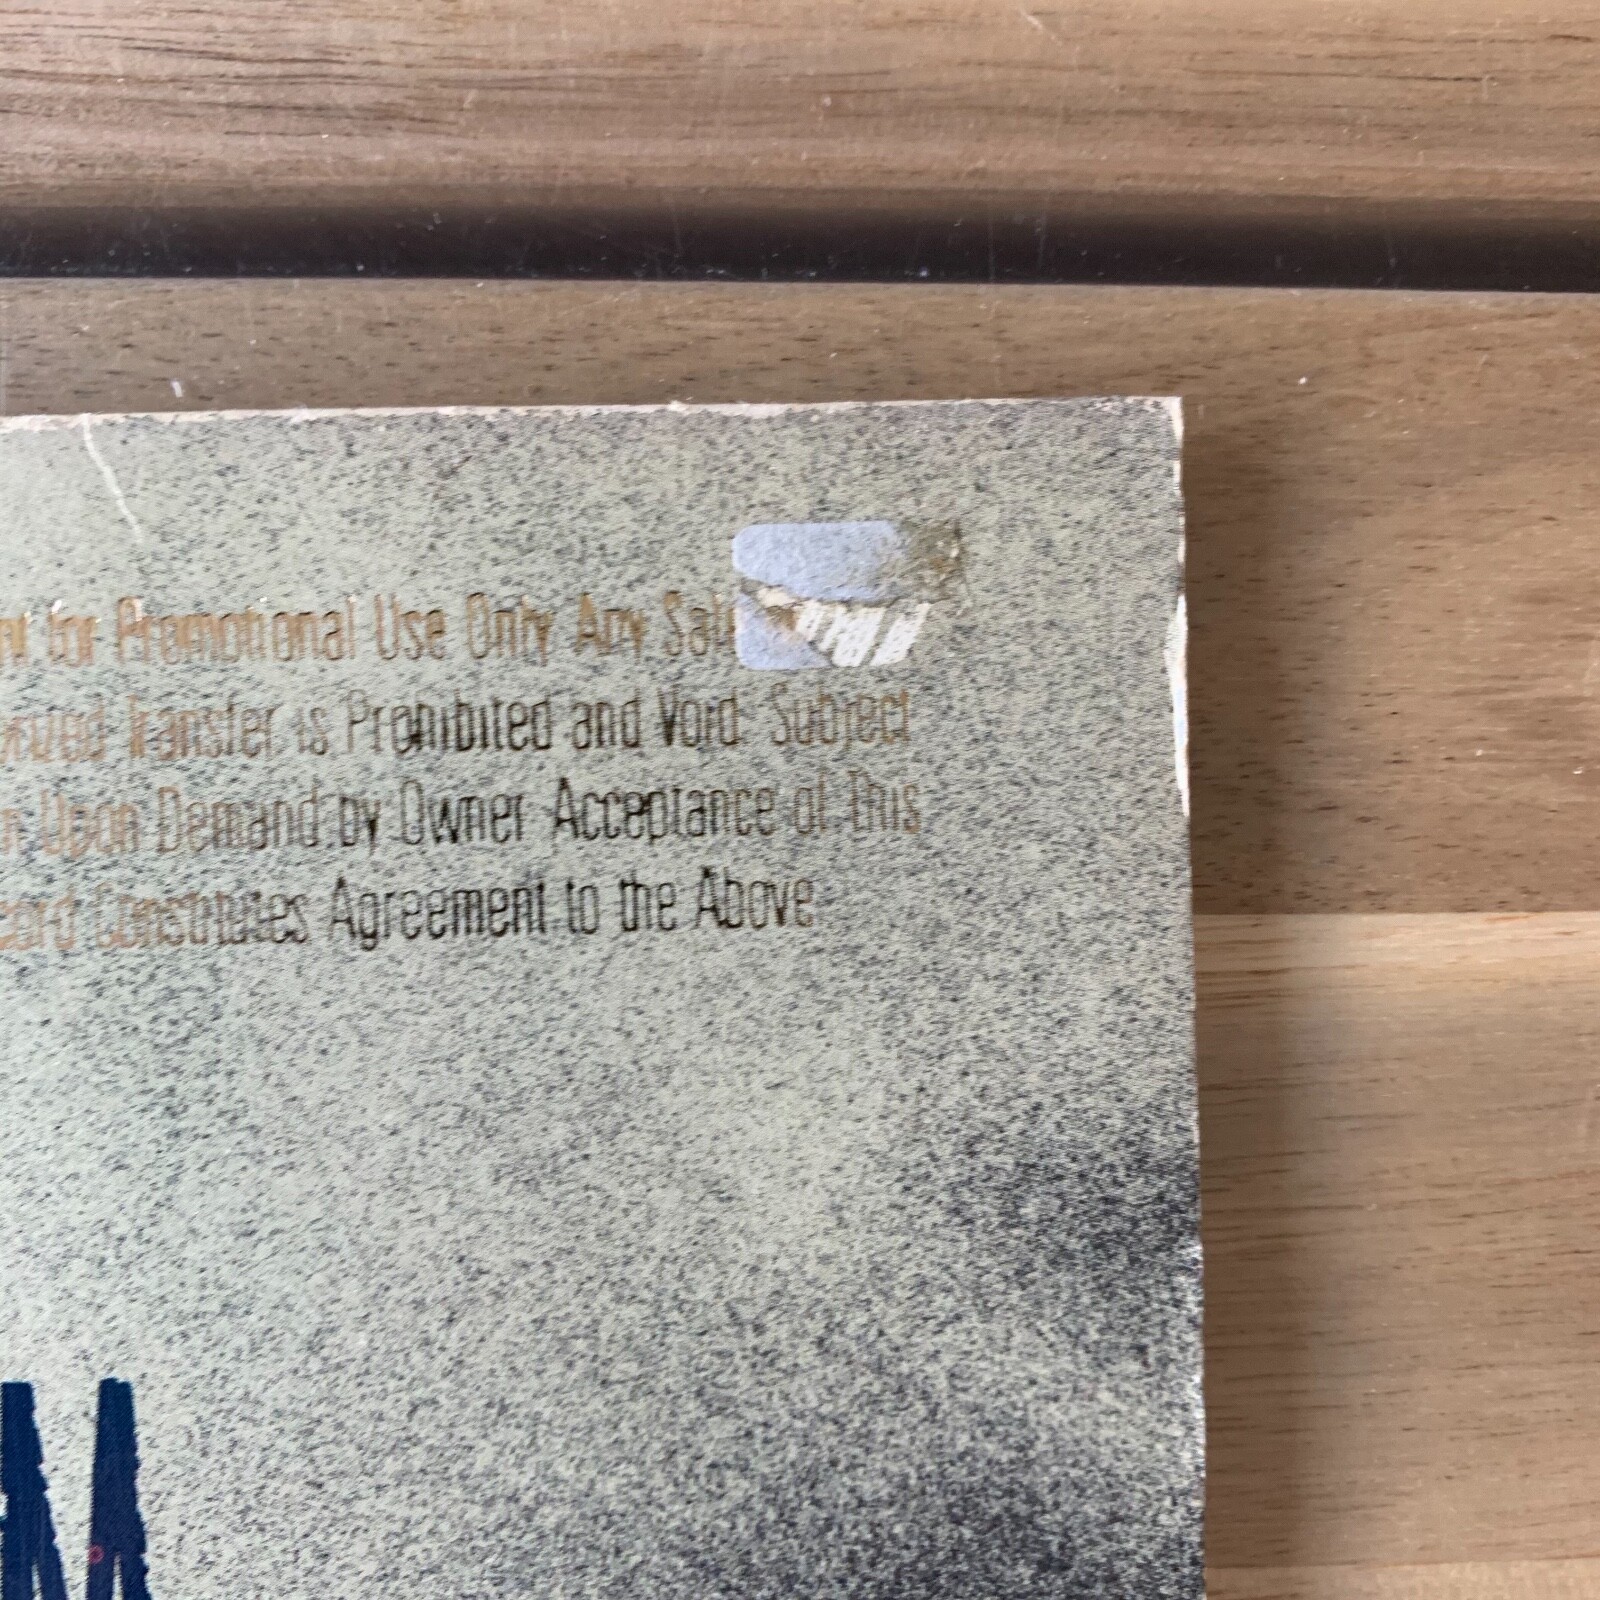 for Promotional Use Only Any Sale
Transfer is Prohibited and Void. Subject
Upon Demand by Owner Acceptance of This
Constitutes Agreement to the Above